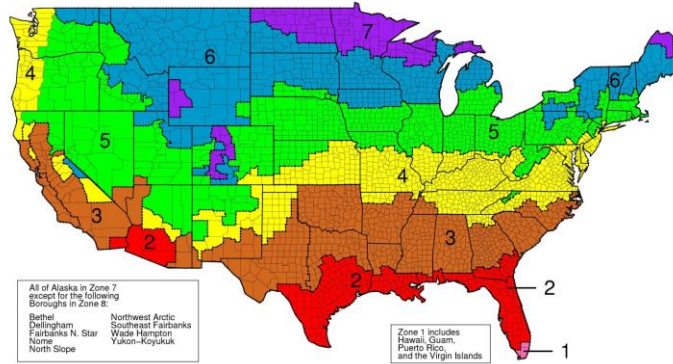 7
6
4
6
5
5
4
3
3
2
2
2
1
All of Alaska in Zone 7
except for the following
Boroughs in Zone 8:
Bethel Northwest Arctic
Dellingham Southeast Fairbanks
Fairbanks N. Star Wade Hampton
Nome Yukon-Koyukuk
North Slope
Zone 1 includes
Hawaii, Guam,
Puerto Rico,
and the Virgin Islands